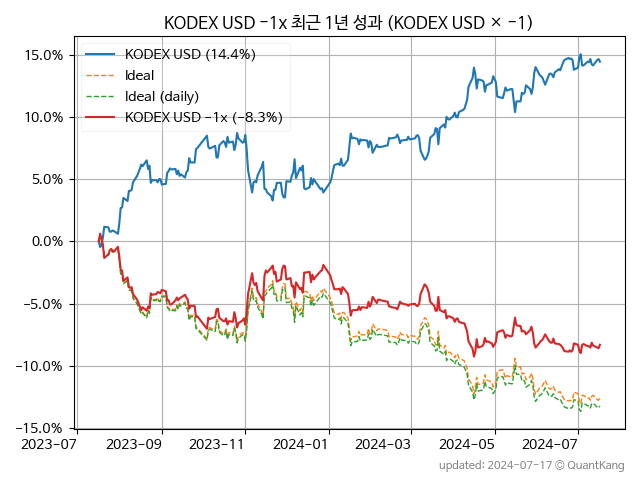 KODEX USD −1x 최근 1년 성과 (KODEX USD × −1)
KODEX USD (14.4%)
Ideal
Ideal (daily)
KODEX USD −1x (−8.3%)
15.0%
10.0%
5.0%
0.0%
−5.0%
−10.0%
−15.0%
2023−07 2023−09 2023−11 2024−01 2024−03 2024−05 2024−07
updated: 2024−07−17 © QuantKang